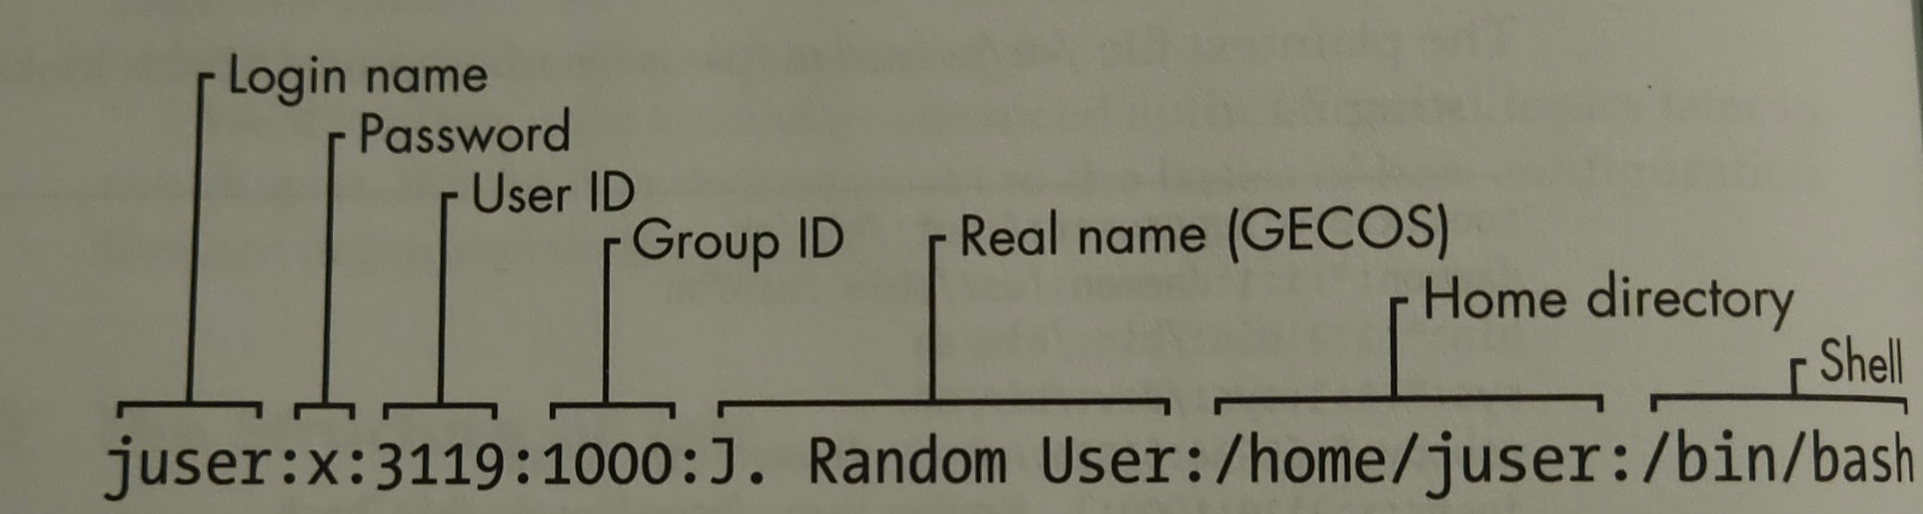 Login name
Password
User ID
Group ID
Real name (GECOS)
Home directory
Shell
juser:x:3119:1000:J. Random User:/home/juser:/bin/bash